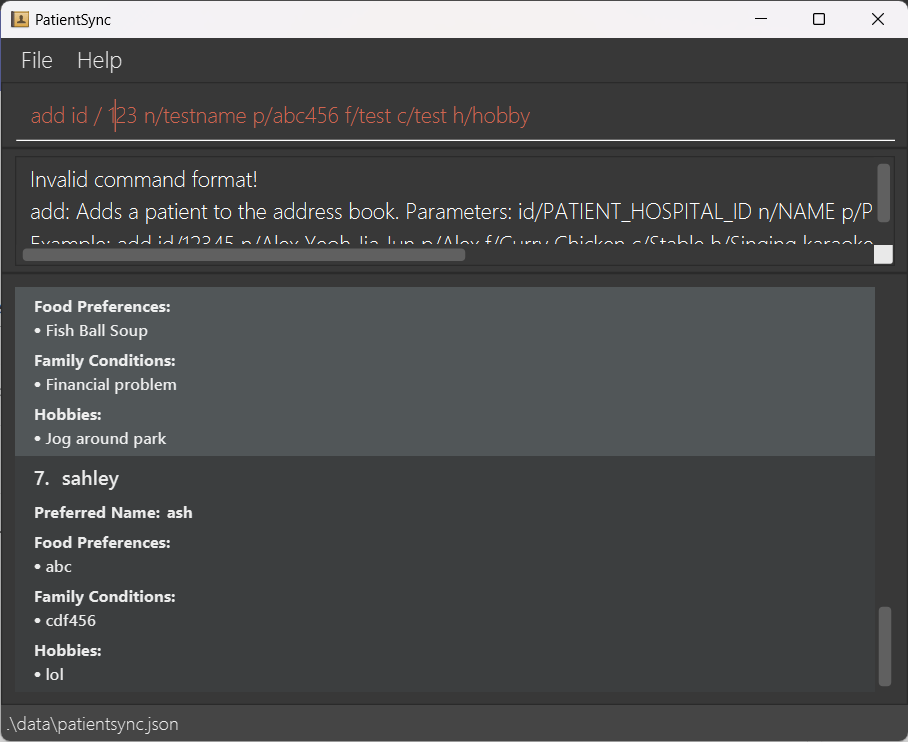 PatientSync
File Help
add id / 123 n/testname p/abc456 f/test c/test h/hobby
Invalid command format!
add: Adds a patient to the address book. Parameters: id/PATIENT_HOSPITAL_ID n/NAME p/P
Example: add id/12345 n/Alex Yeoh Jia Jun p/Alex f/Curry Chicken c/Stable h/Singing karaoke
Food Preferences:
• Fish Ball Soup
Family Conditions:
• Financial problem
Hobbies:
• Jog around park
7. sahley
Preferred Name: ash
Food Preferences:
• abc
Family Conditions:
• cdf456
Hobbies:
• lol
.\data\patientsync.json